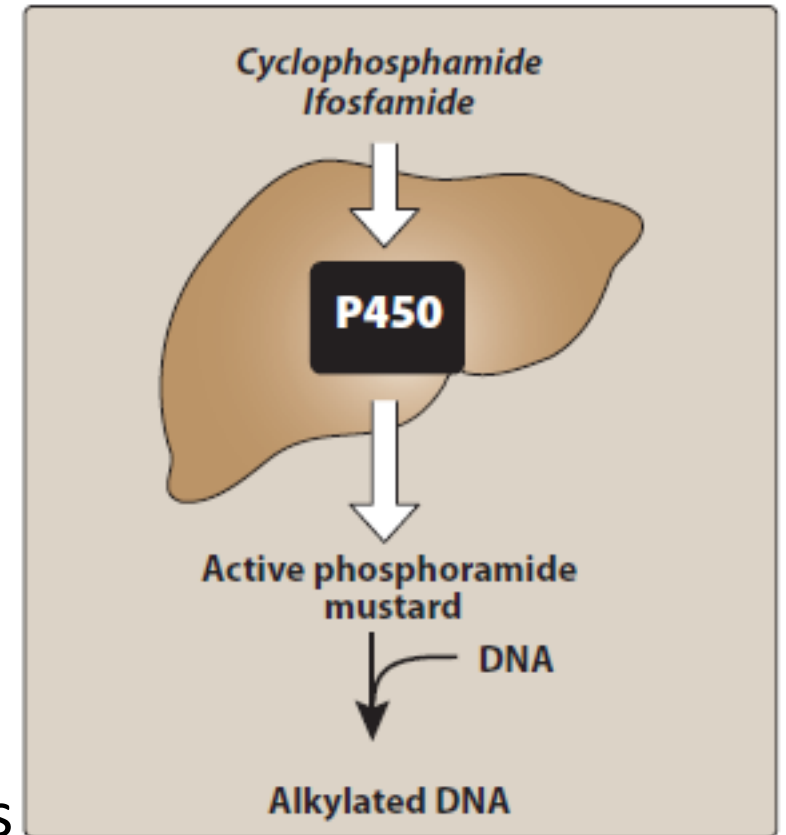 Cyclophosphamide
Ifosfamide
P450
Active phosphoramide
mustard
DNA
Alkylated DNA
s